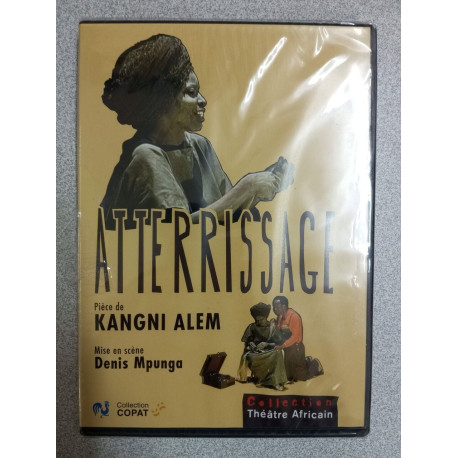 ATTERRISSAGE
Pièce de
KANGNI ALEM
Mise en scène
Denis Mpunga
Collection
COPAT
Collection
Théâtre Africain